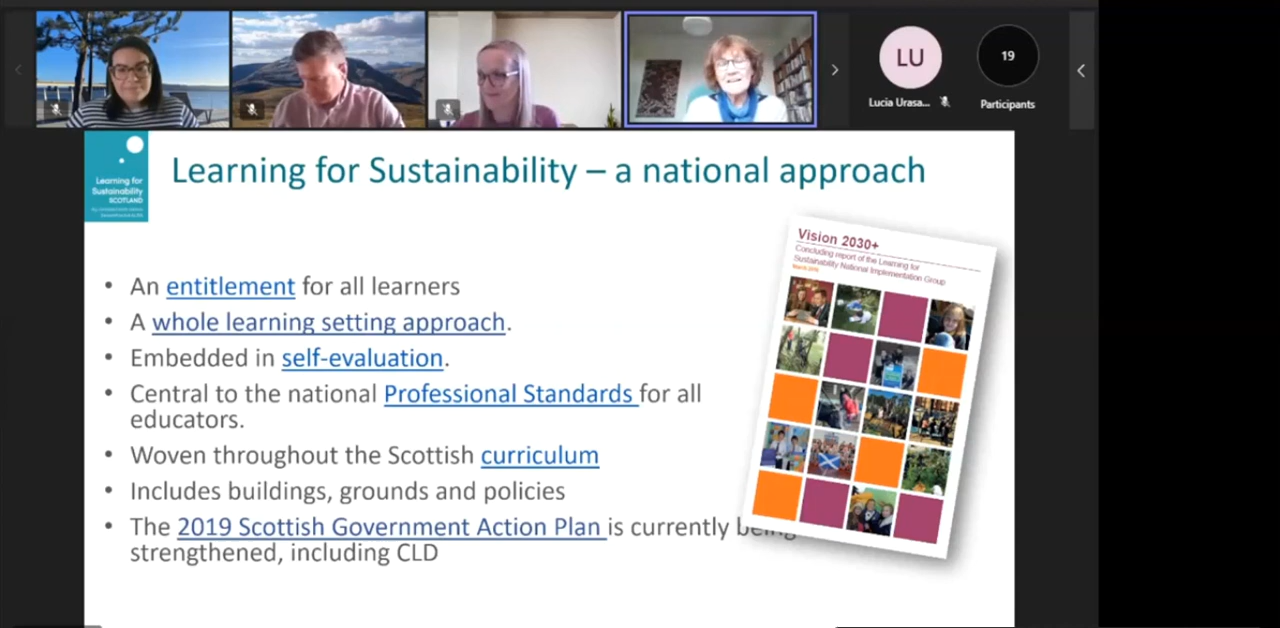 LU
19
Lucia Urasa...
Participants
Learning for
Sustainability
SCOTLAND
Learning for Sustainability – a national approach
Vision 2030+
Concluding report of the Learning for
Sustainability National Implementation Group
March 2016
• An entitlement for all learners
• A whole learning setting approach.
• Embedded in self-evaluation.
• Central to the national Professional Standards for all
educators.
• Woven throughout the Scottish curriculum
• Includes buildings, grounds and policies
• The 2019 Scottish Government Action Plan is currently being
strengthened, including CLD